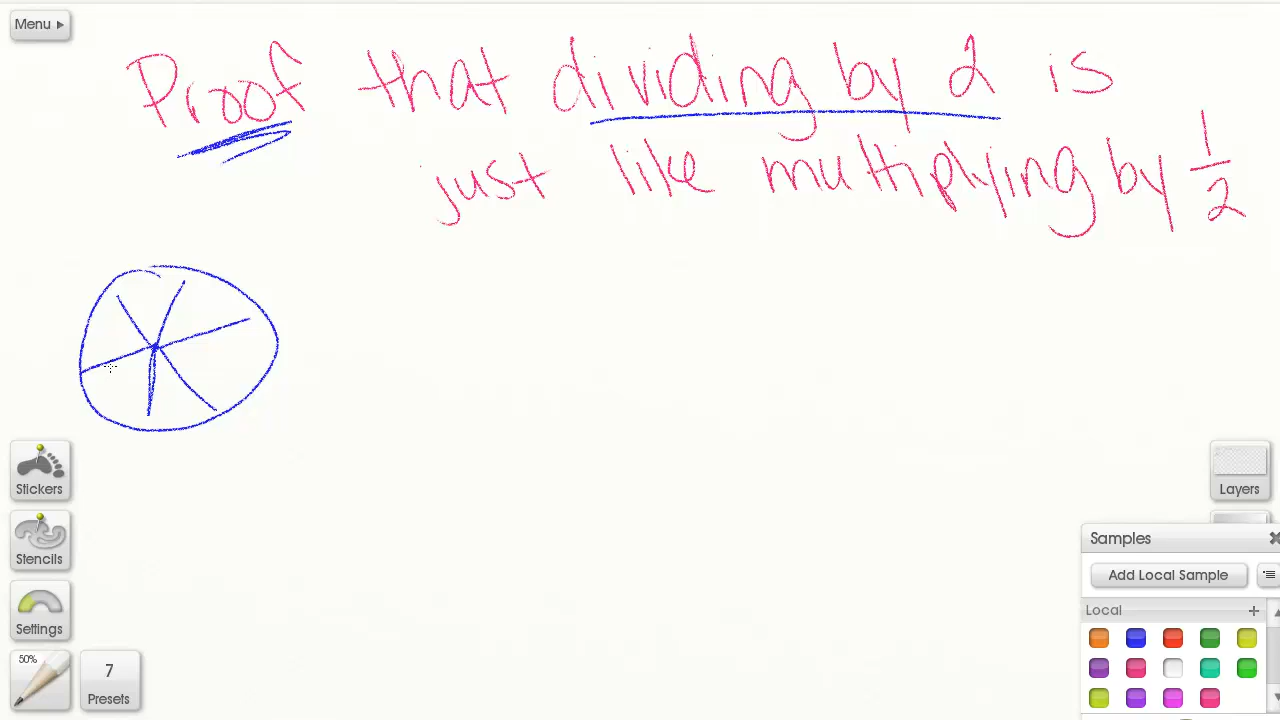 Menu
Proof that dividing by 2 is
just like multiplying by 1/2
Stickers
Stencils
Settings
50%
7
Presets
Layers
Samples
Add Local Sample
Local